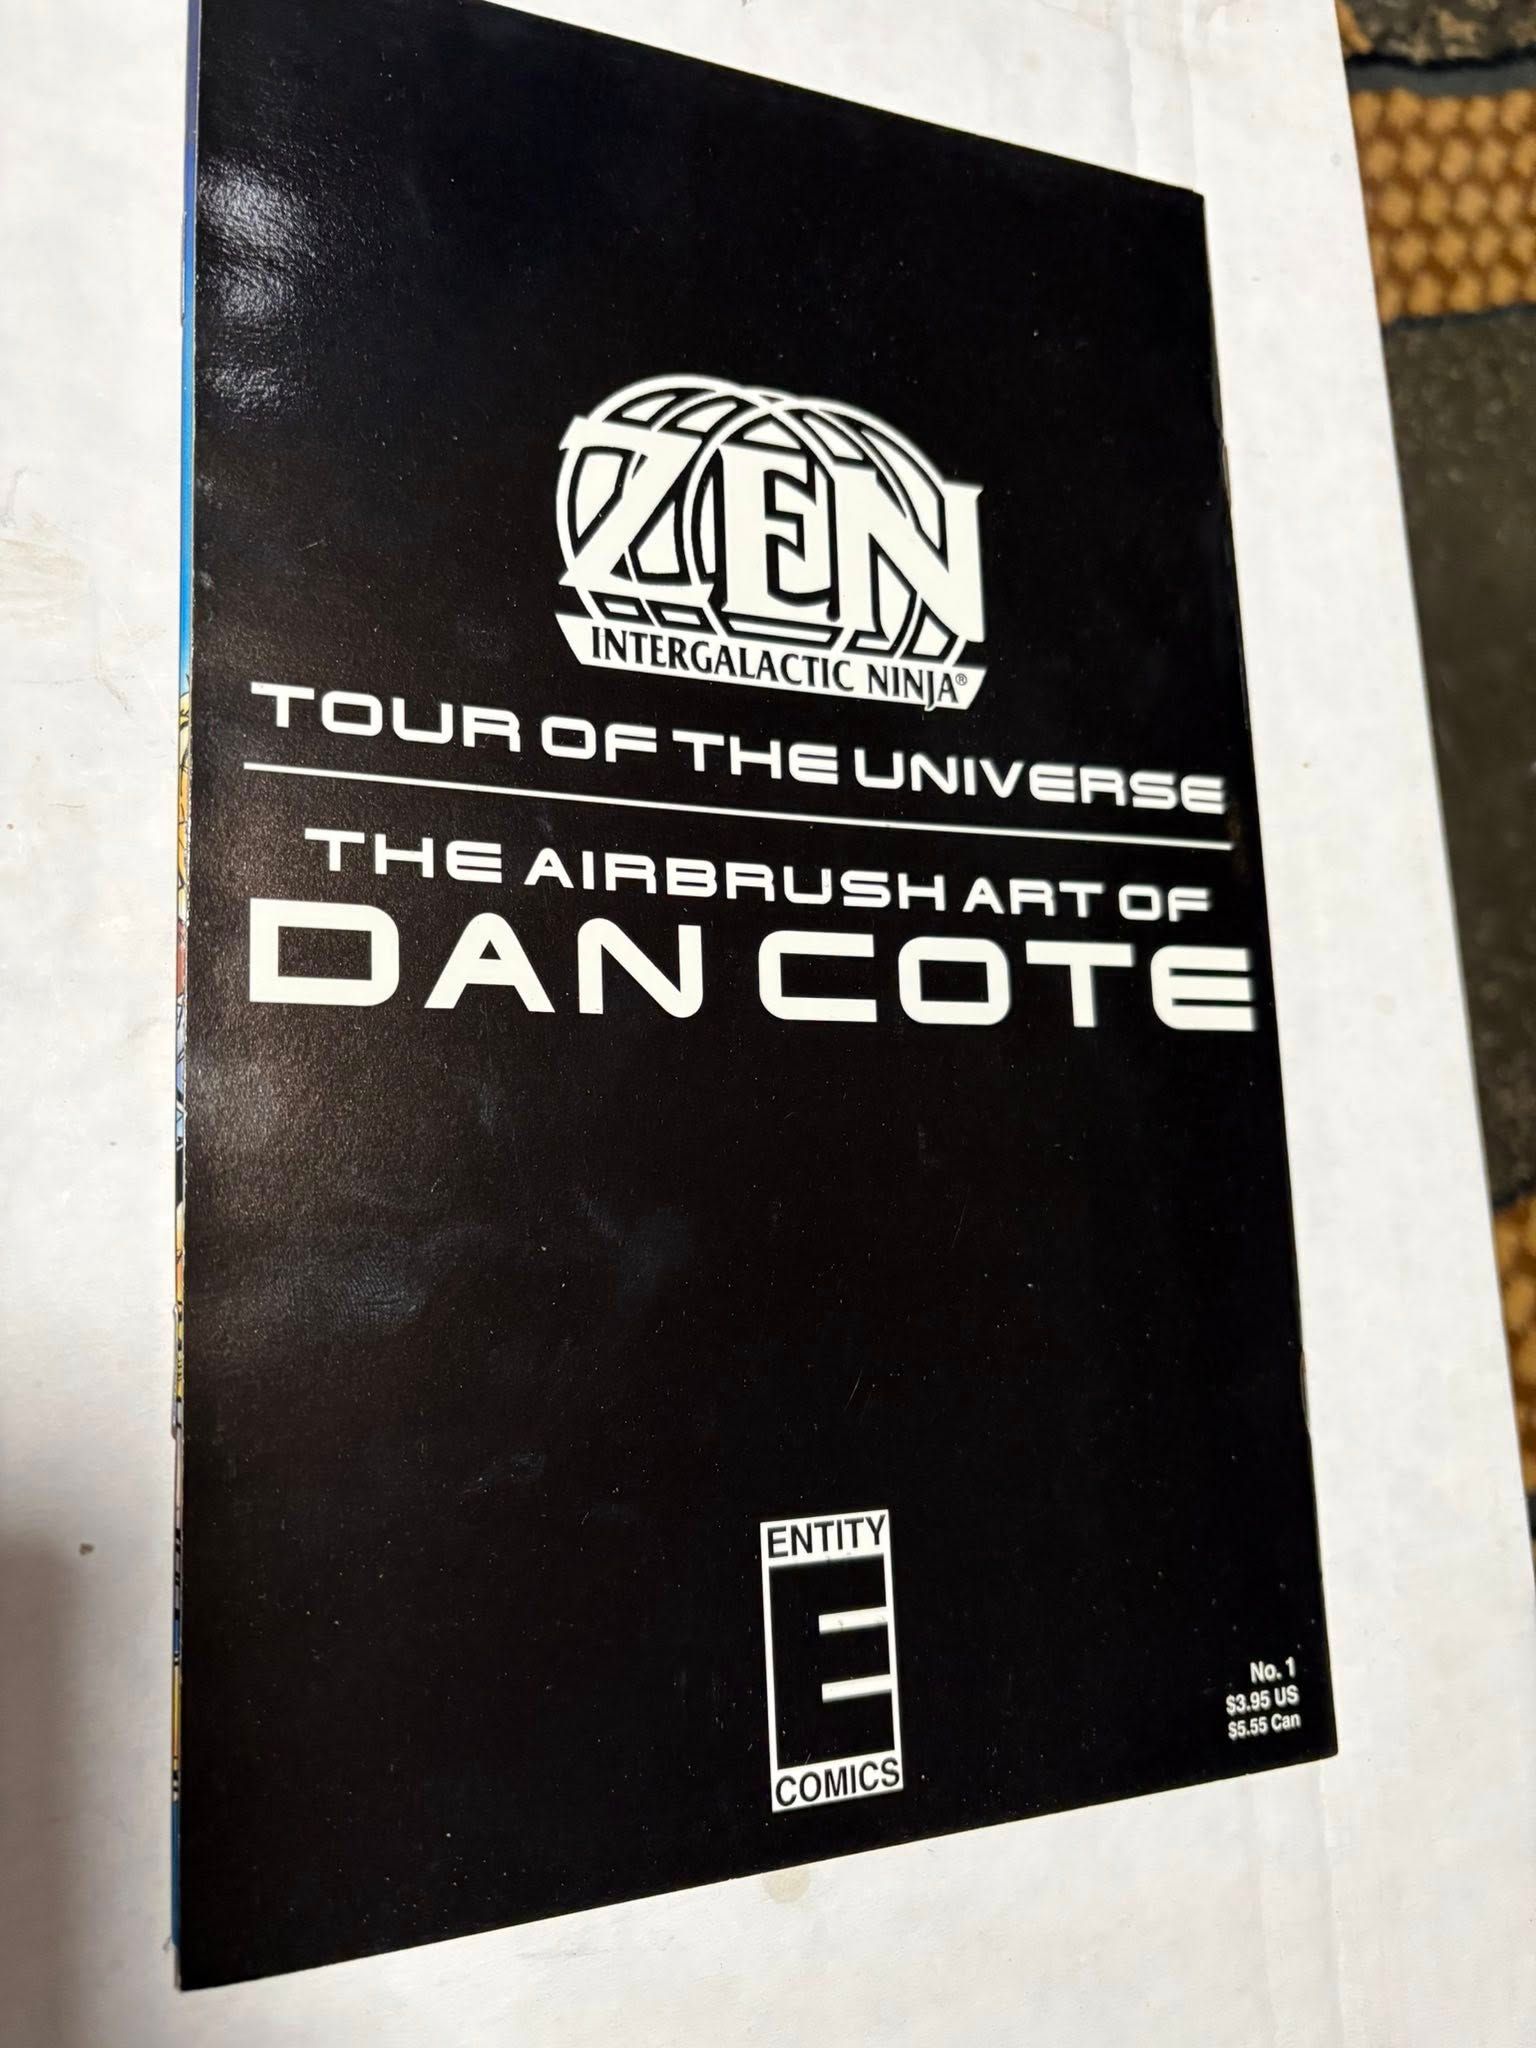 ZEN
INTERGALACTIC NINJA®
TOUR OF THE UNIVERSE
THE AIRBRUSH ART OF
DAN COTE
ENTITY
E
COMICS
No. 1
$3.95 US
$5.55 Can